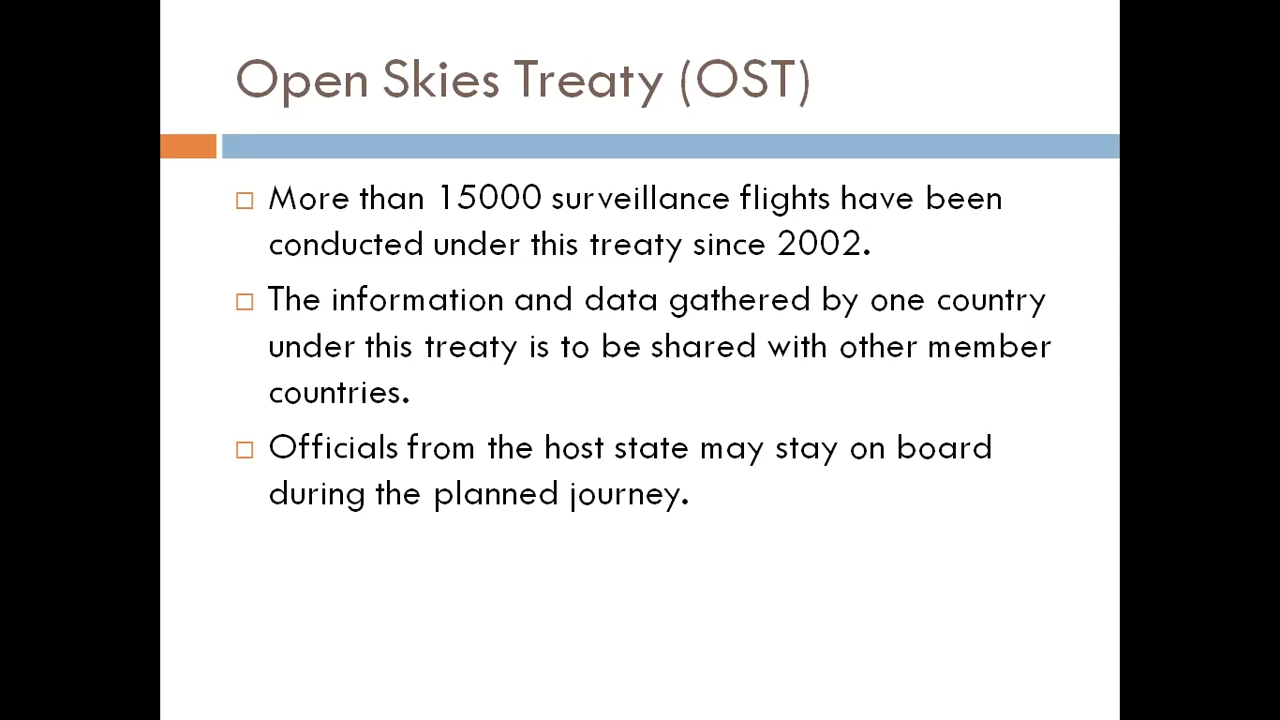 Open Skies Treaty (OST)
More than 15000 surveillance flights have been
conducted under this treaty since 2002.
The information and data gathered by one country
under this treaty is to be shared with other member
countries.
Officials from the host state may stay on board
during the planned journey.